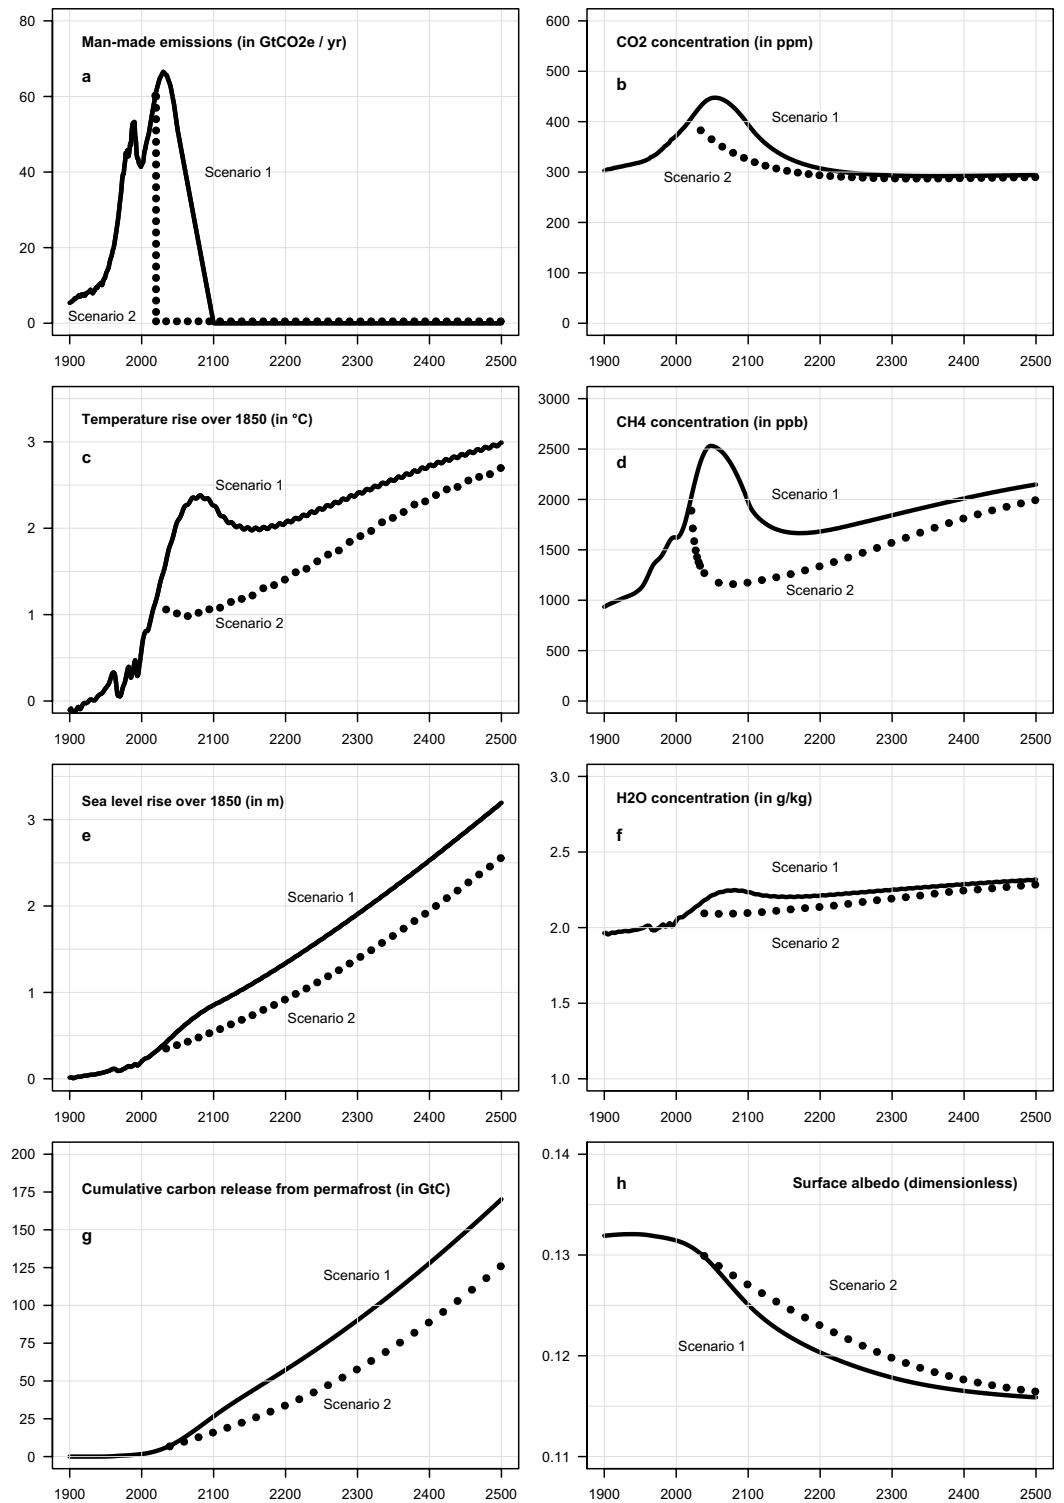 80
60
40
20
0
Man-made emissions (in GtCO2e / yr)
a
Scenario 1
Scenario 2
1900 2000 2100 2200 2300 2400 2500
600
500
400
300
200
100
0
CO2 concentration (in ppm)
b
Scenario 1
Scenario 2
1900 2000 2100 2200 2300 2400 2500
3
2
1
0
Temperature rise over 1850 (in °C)
c
Scenario 1
Scenario 2
1900 2000 2100 2200 2300 2400 2500
3000
2500
2000
1500
1000
500
0
CH4 concentration (in ppb)
d
Scenario 1
Scenario 2
1900 2000 2100 2200 2300 2400 2500
3
2
1
0
Sea level rise over 1850 (in m)
e
Scenario 1
Scenario 2
1900 2000 2100 2200 2300 2400 2500
3.0
2.5
2.0
1.5
1.0
H2O concentration (in g/kg)
f
Scenario 1
Scenario 2
1900 2000 2100 2200 2300 2400 2500
200
175
150
125
100
75
50
25
0
Cumulative carbon release from permafrost (in GtC)
g
Scenario 1
Scenario 2
1900 2000 2100 2200 2300 2400 2500
0.14
0.13
0.12
0.11
h Surface albedo (dimensionless)
Scenario 2
Scenario 1
1900 2000 2100 2200 2300 2400 2500